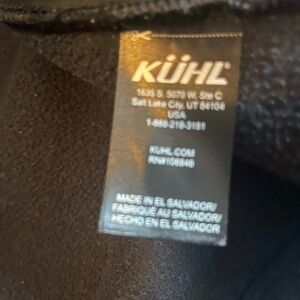 KÜHL
1635 S. 5070 W. Ste C
Salt Lake City, UT 84104
USA
1-888-218-3181
KUHL.COM
RN#108846
MADE IN EL SALVADOR/
FABRIQUÉ AU SALVADOR/
HECHO EN EL SALVADOR